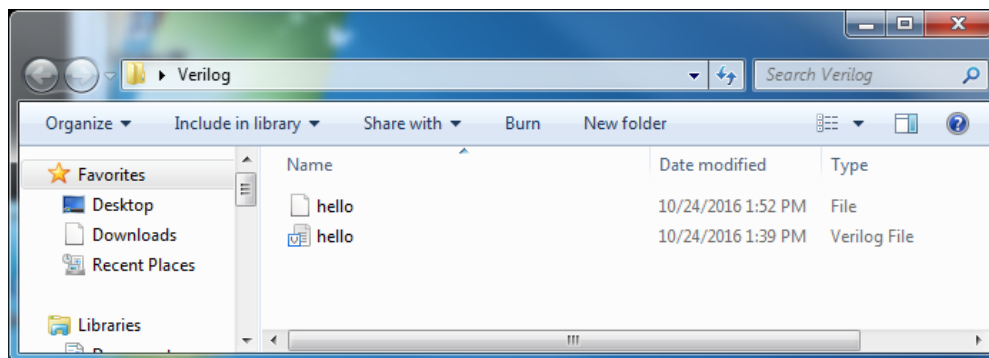 Verilog
Search Verilog
Organize Include in library Share with Burn New folder
Favorites
Desktop
Downloads
Recent Places
Libraries
Name Date modified Type
hello 10/24/2016 1:52 PM File
hello 10/24/2016 1:39 PM Verilog File